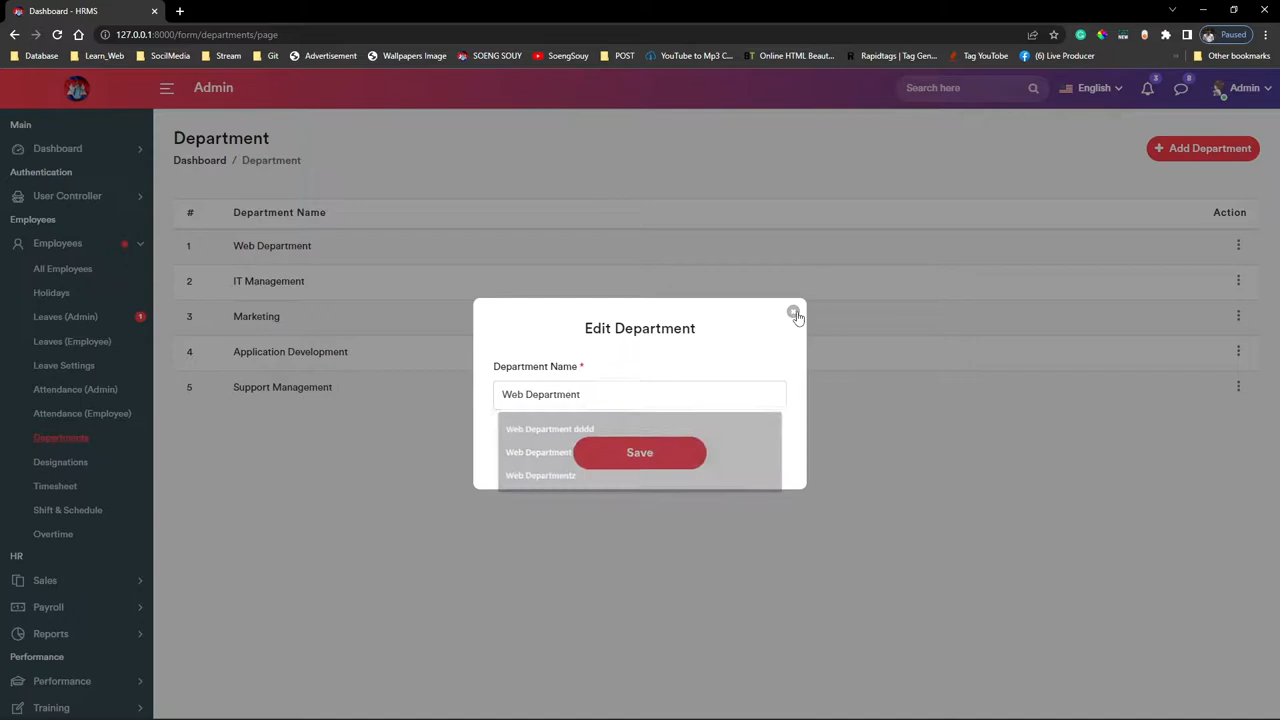 Dashboard - HRMS
127.0.0.1:8000/form/departments/page
Paused
Database
Learn_Web
SocilMedia
Stream
Git
Advertisement
Wallpapers Image
SOENG SOUY
SoengSouy
POST
YouTube to Mp3 C...
BT Online HTML Beaut...
Rapidtags | Tag Gen...
Tag YouTube
(8) Live Producer
Other bookmarks
Admin
Search here
English
3
8
Admin
Main
Dashboard
Authentication
User Controller
Employees
Employees
All Employees
Holidays
Leaves (Admin)
1
Leaves (Employee)
Leave Settings
Attendance (Admin)
Attendance (Employee)
Departments
Designations
Timesheet
Shift & Schedule
Overtime
HR
Sales
Payroll
Reports
Performance
Performance
Training
Department
Dashboard / Department
+ Add Department
# Department Name Action
1 Web Department
2 IT Management
3 Marketing
4 Application Development
5 Support Management
Edit Department
Department Name *
Web Department
Web Department dddd
Web Department
Save
Web Departmentz